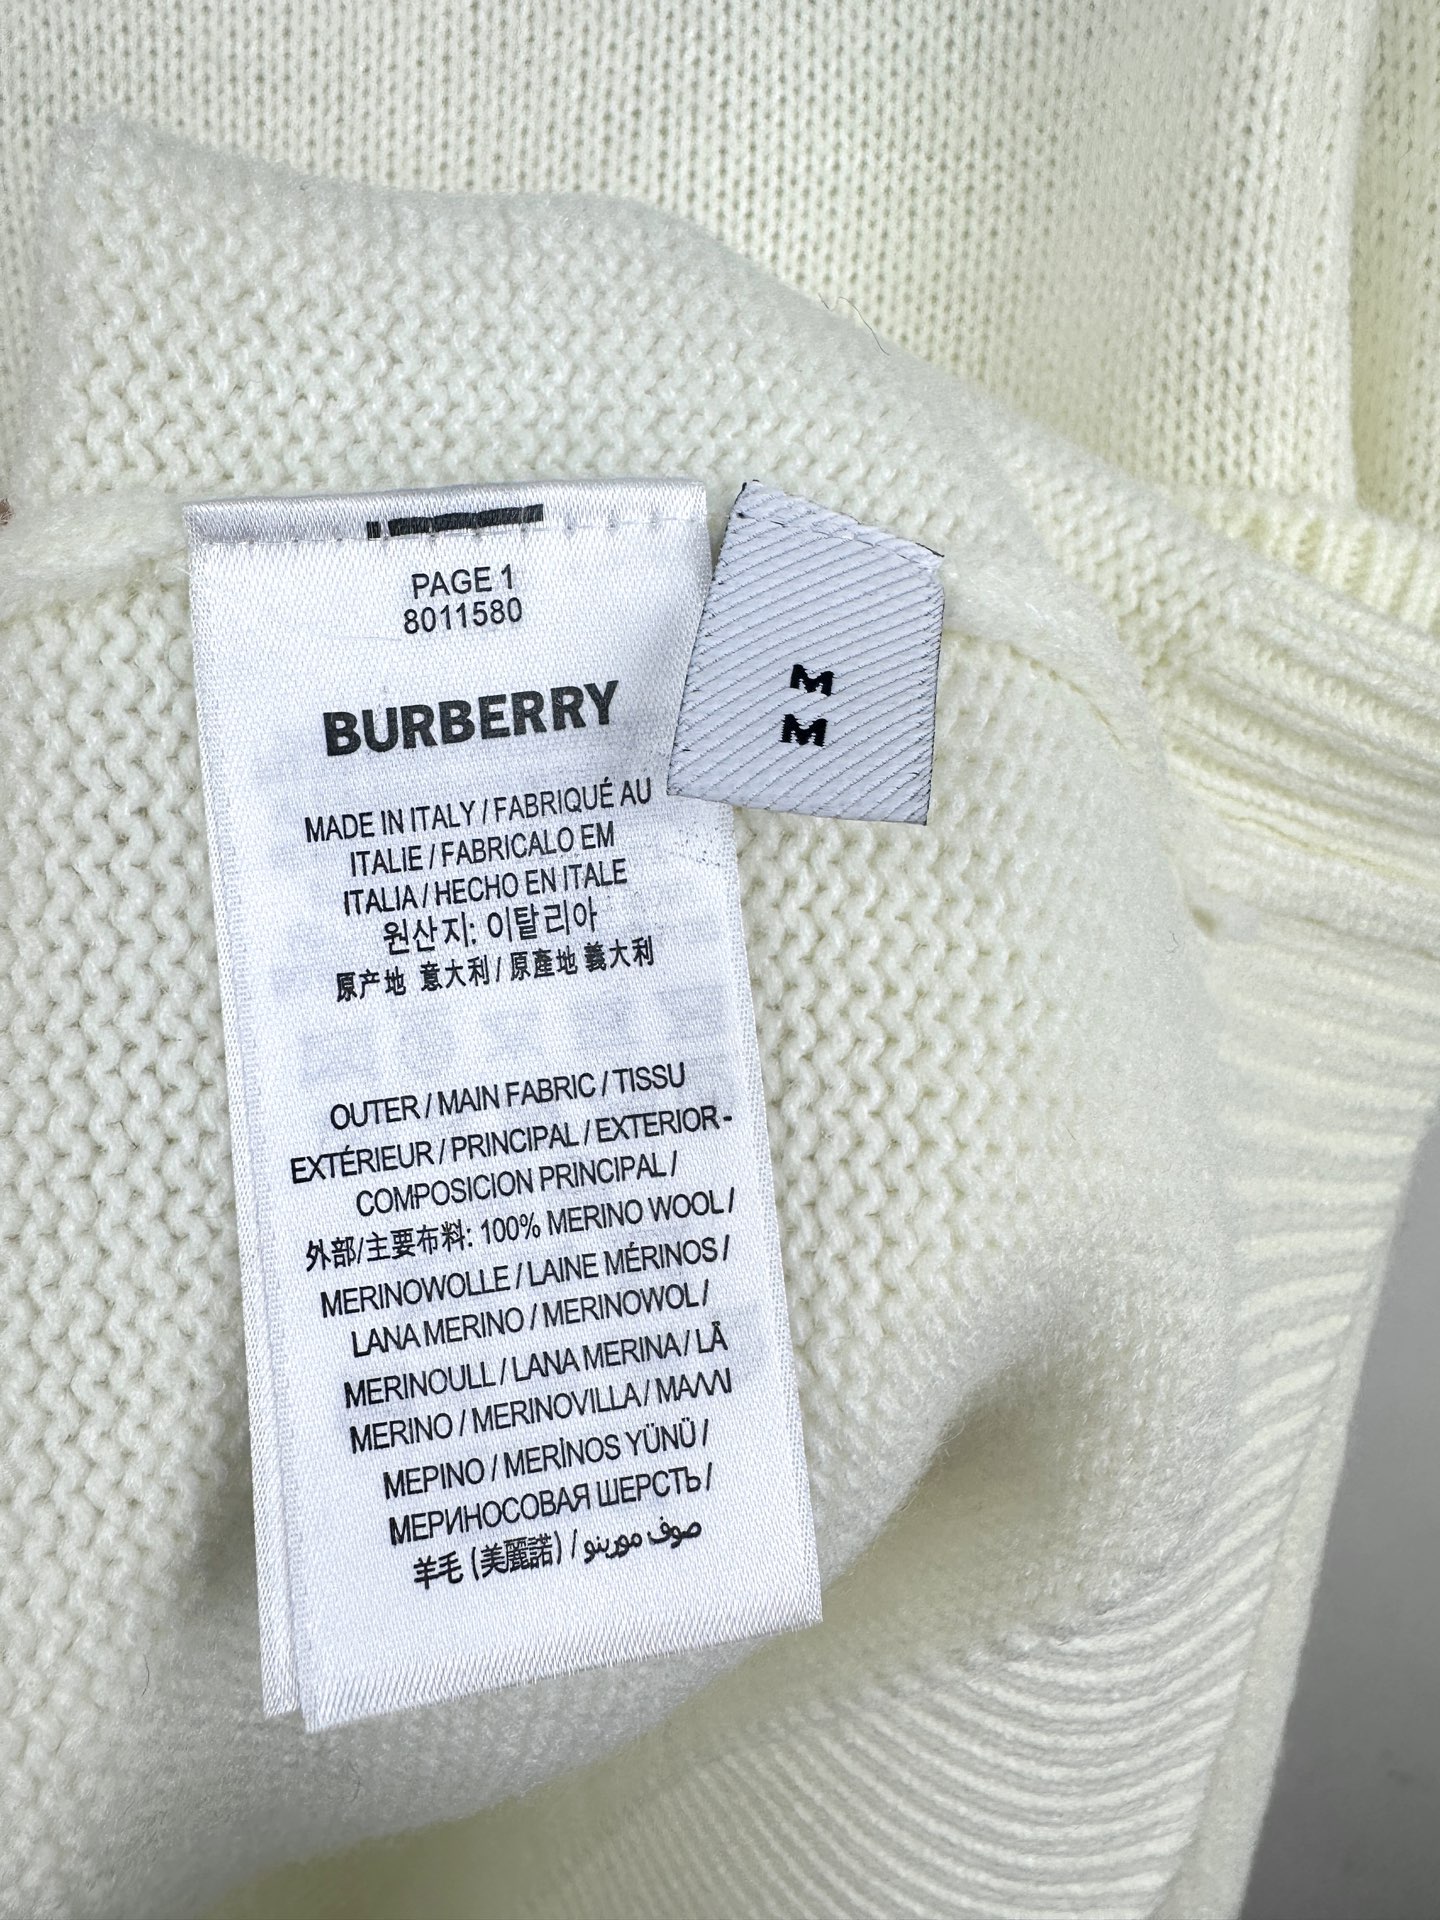 PAGE 1
8011580
BURBERRY
MADE IN ITALY / FABRIQUÉ AU
ITALIE / FABRICALO EM
ITALIA / HECHO EN ITALE
원산지: 이탈리아
原产地 意大利 / 原產地 義大利
OUTER / MAIN FABRIC / TISSU
EXTÉRIEUR / PRINCIPAL / EXTERIOR -
COMPOSICION PRINCIPAL /
外部/主要布料: 100% MERINO WOOL /
MERINOWOLLE / LAINE MÉRINOS /
LANA MERINO / MERINOWOL /
MERINOULL / LANA MERINA / LÃ
MERINO / MERINOVILLA / ΜΑΛΛΙ
ΜΕΡΙΝΟ / MERİNOS YÜNÜ /
МЕРИНОСОВАЯ ШЕРСТЬ /
羊毛 (美麗諾) / صوف مورينو
M
M